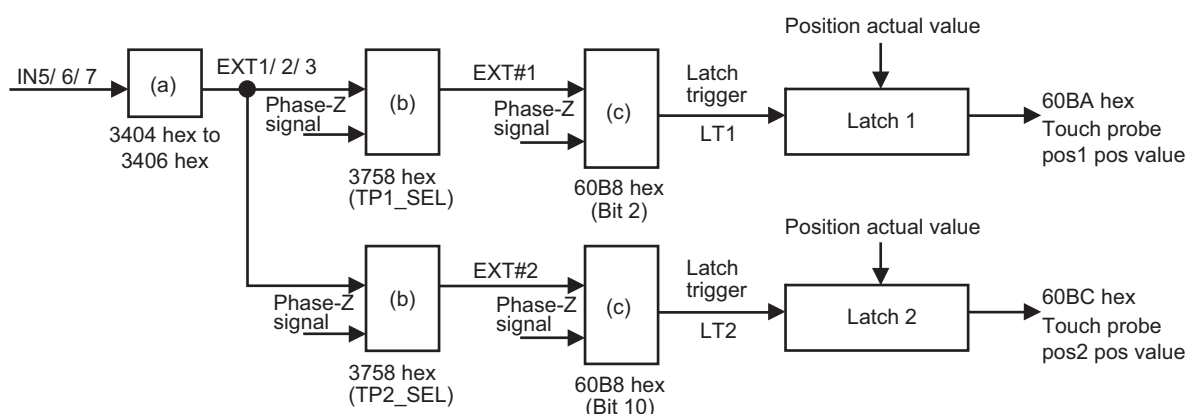 Position actual value
IN5/ 6/ 7
(a)
EXT1/ 2/ 3
Phase-Z
signal
(b)
EXT#1
Phase-Z
signal
(c)
Latch
trigger
LT1
Latch 1
60BA hex
Touch probe
pos1 pos value
3404 hex to
3406 hex
3758 hex
(TP1_SEL)
60B8 hex
(Bit 2)
Position actual value
Phase-Z
signal
(b)
EXT#2
Phase-Z
signal
(c)
Latch
trigger
LT2
Latch 2
60BC hex
Touch probe
pos2 pos value
3758 hex
(TP2_SEL)
60B8 hex
(Bit 10)